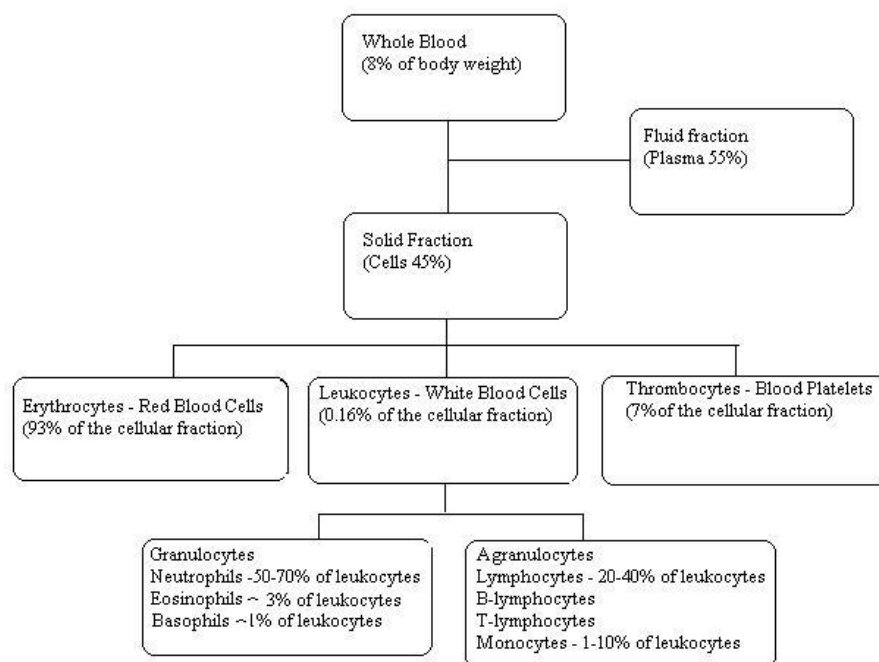 Whole Blood
(8% of body weight)
Fluid fraction
(Plasma 55%)
Solid Fraction
(Cells 45%)
Erythrocytes - Red Blood Cells
(93% of the cellular fraction)
Leukocytes - White Blood Cells
(0.16% of the cellular fraction)
Thrombocytes - Blood Platelets
(7%of the cellular fraction)
Granulocytes
Neutrophils -50-70% of leukocytes
Eosinophils ~ 3% of leukocytes
Basophils ~1% of leukocytes
Agranulocytes
Lymphocytes - 20-40% of leukocytes
B-lymphocytes
T-lymphocytes
Monocytes - 1-10% of leukocytes